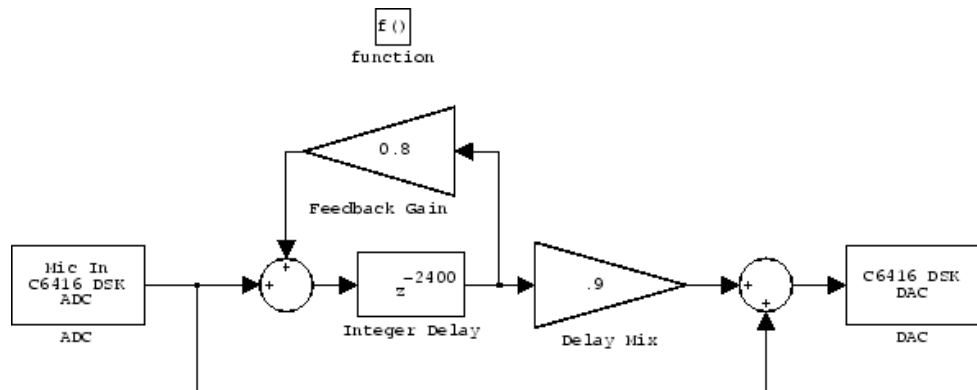 f()
function
0.8
Feedback Gain
Mic In
C6416 DSK
ADC
ADC
+
+
z^-2400
Integer Delay
.9
Delay Mix
+
+
C6416 DSK
DAC
DAC